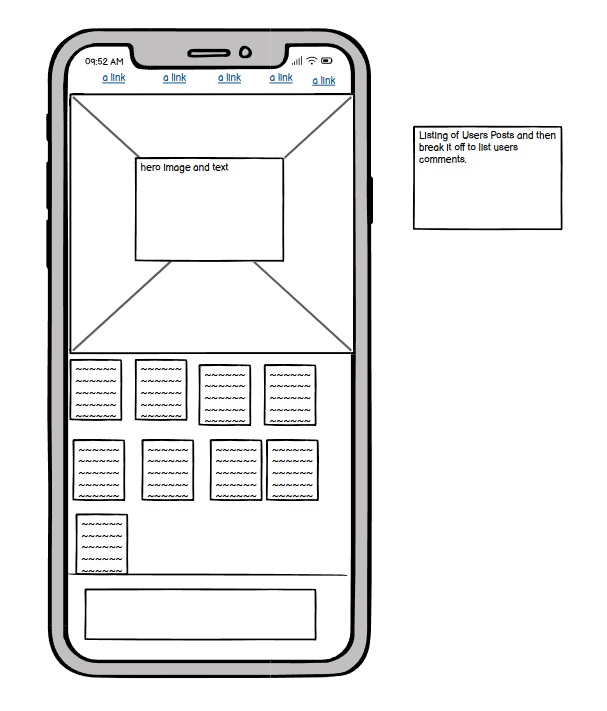 09:52 AM
a link a link a link a link a link
hero image and text
Listing of Users Posts and then
break it off to list users
comments.